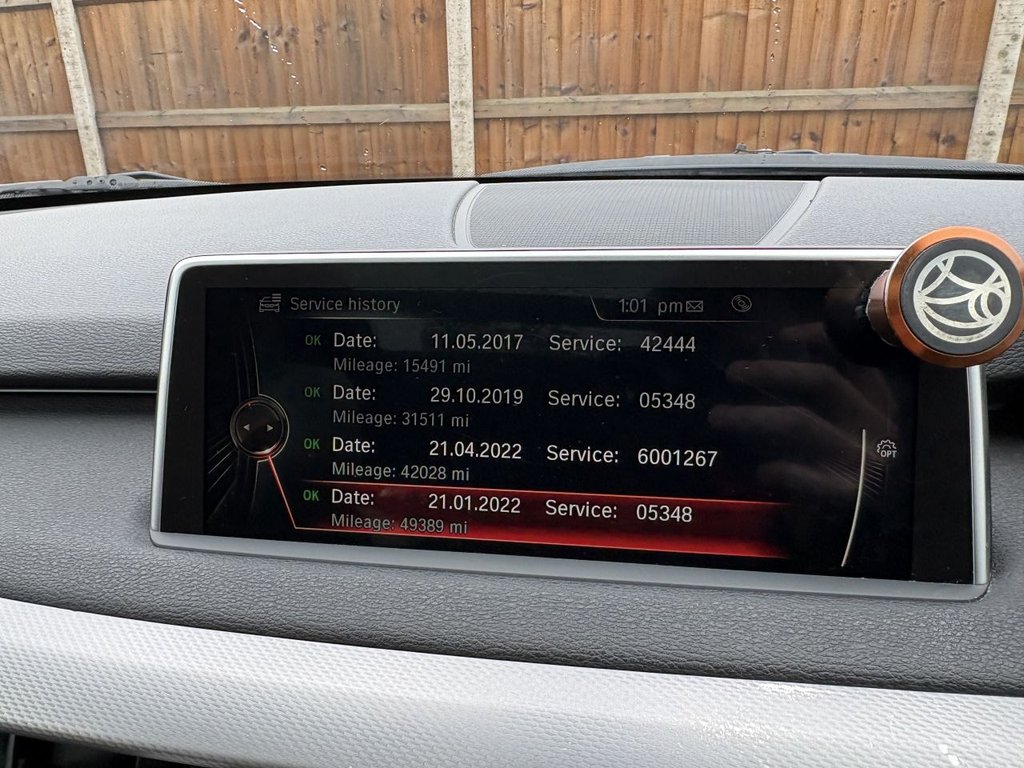 Service history 1:01 pm
OK Date: 11.05.2017 Service: 42444
Mileage: 15491 mi
OK Date: 29.10.2019 Service: 05348
Mileage: 31511 mi
OK Date: 21.04.2022 Service: 6001267
Mileage: 42028 mi
OPT
OK Date: 21.01.2022 Service: 05348
Mileage: 49389 mi